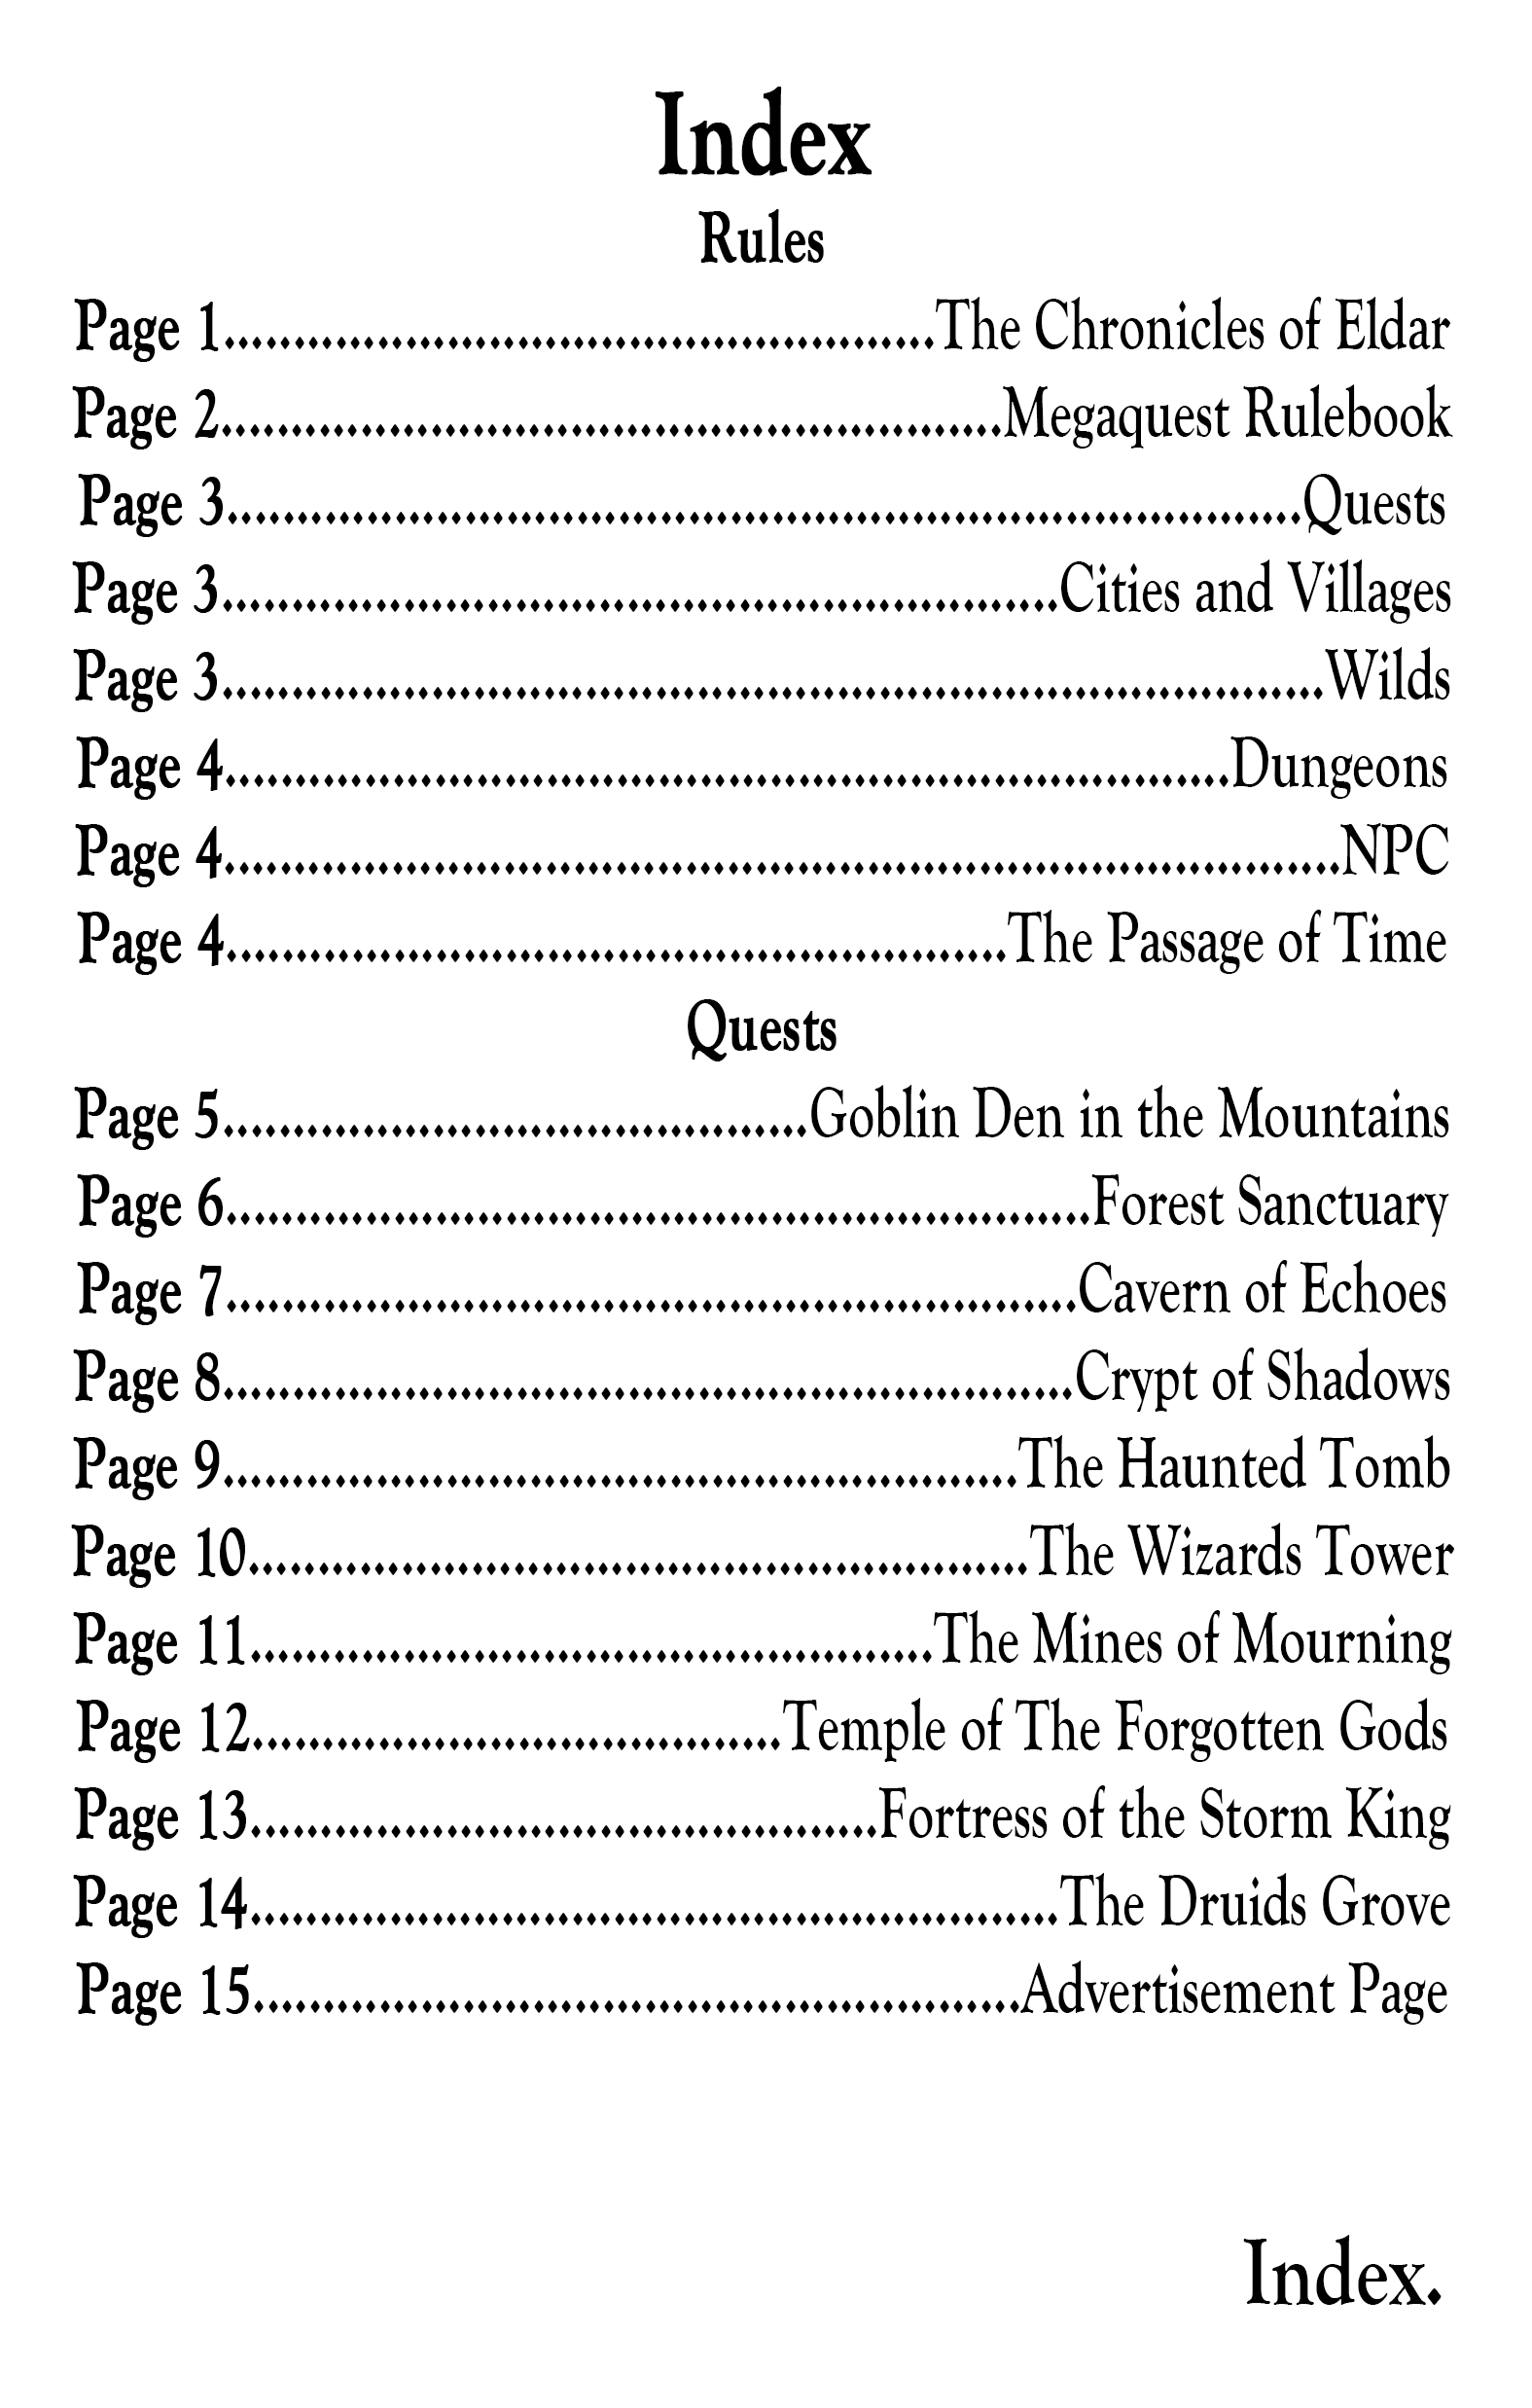 Index
Rules
Page 1...................................................The Chronicles of Eldar
Page 2........................................................Megaquest Rulebook
Page 3.............................................................................Quests
Page 3............................................................Cities and Villages
Page 3...............................................................................Wilds
Page 4........................................................................Dungeons
Page 4................................................................................NPC
Page 4........................................................The Passage of Time
Quests
Page 5..........................................Goblin Den in the Mountains
Page 6..............................................................Forest Sanctuary
Page 7.............................................................Cavern of Echoes
Page 8.............................................................Crypt of Shadows
Page 9.........................................................The Haunted Tomb
Page 10........................................................The Wizards Tower
Page 11.................................................The Mines of Mourning
Page 12......................................Temple of The Forgotten Gods
Page 13.............................................Fortress of the Storm King
Page 14..........................................................The Druids Grove
Page 15.......................................................Advertisement Page
Index.